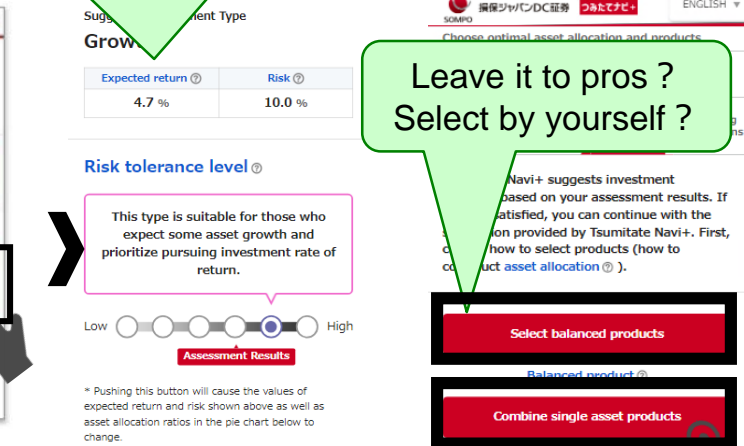 Type
Expected return
Risk
4.7 %
10.0 %
Risk tolerance level
This type is suitable for those who
expect some asset growth and
prioritize pursuing investment rate of
return.
Low
High
Assessment Results
* Pushing this button will cause the values of
expected return and risk shown above as well as
asset allocation ratios in the pie chart below to
change.
SOMPO
損保ジャパンDC証券
つみたてナビ+
ENGLISH
Choose optimal asset allocation and products
Leave it to pros ?
Select by yourself ?
Navi+ suggests investment
based on your assessment results. If
you can continue with the
provided by Tsumitate Navi+. First,
how to select products (how to
asset allocation ).
Select balanced products
Balanced product
Combine single asset products